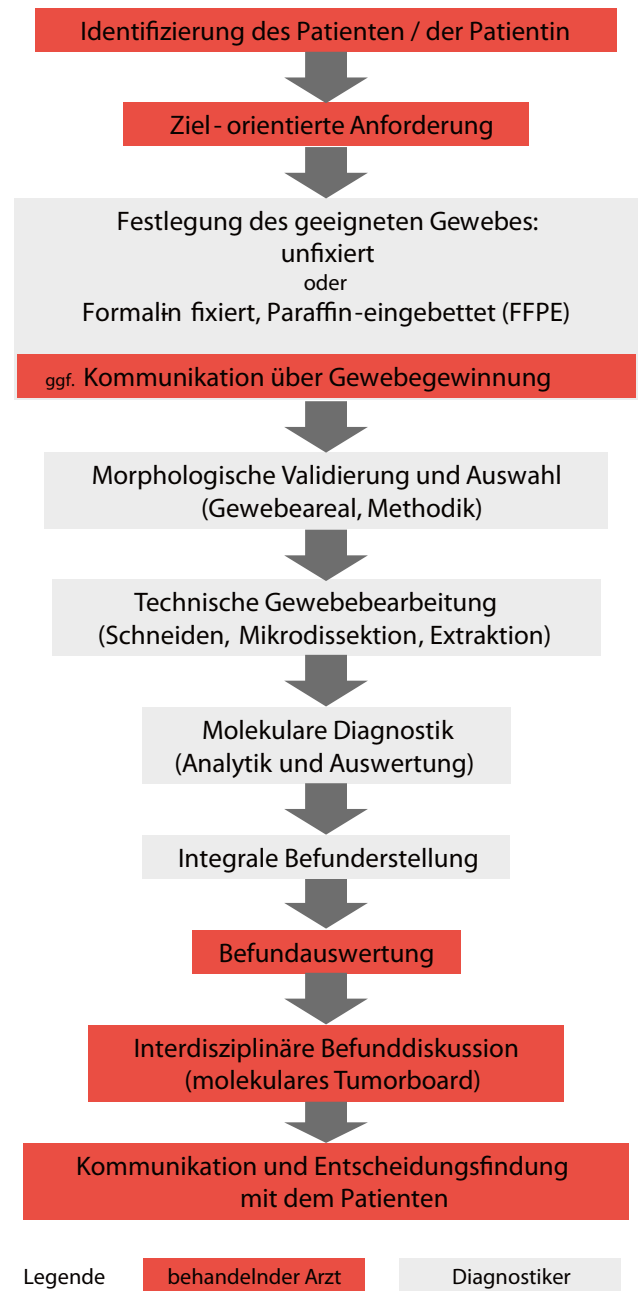 Identifizierung des Patienten / der Patientin
Ziel-orientierte Anforderung
Festlegung des geeigneten Gewebes:
unfixiert
oder
Formalin fixiert, Paraffin-eingebettet (FFPE)
ggf. Kommunikation über Gewebegewinnung
Morphologische Validierung und Auswahl
(Gewebeareal, Methodik)
Technische Gewebebearbeitung
(Schneiden, Mikrodissektion, Extraktion)
Molekulare Diagnostik
(Analytik und Auswertung)
Integrale Befunderstellung
Befundauswertung
Interdisziplinäre Befunddiskussion
(molekulares Tumorboard)
Kommunikation und Entscheidungsfindung
mit dem Patienten
Legende behandelnder Arzt Diagnostiker